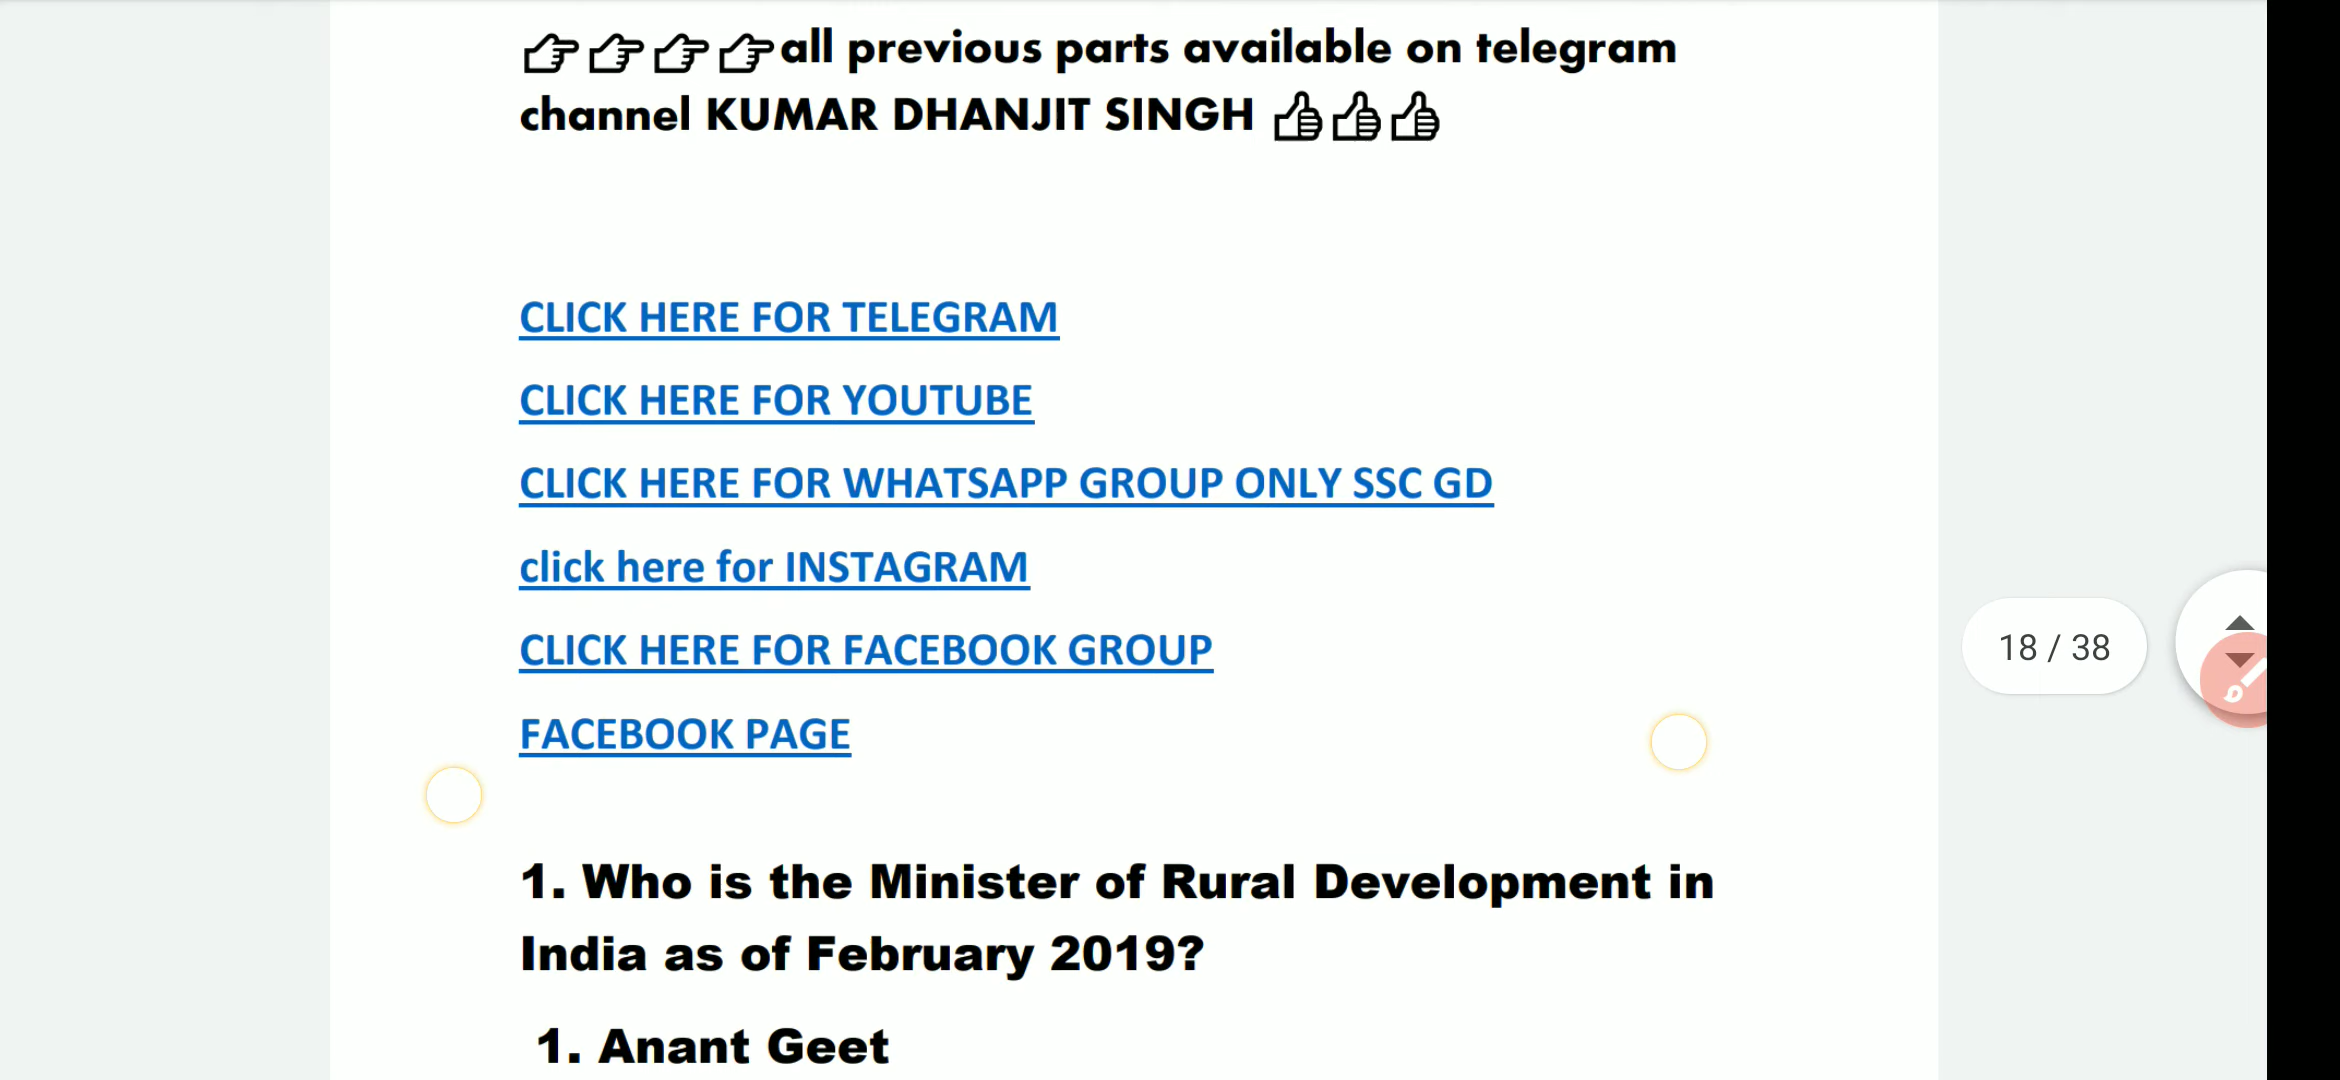 👉👉👉👉all previous parts available on telegram
channel KUMAR DHANJIT SINGH 👍👍👍
CLICK HERE FOR TELEGRAM
CLICK HERE FOR YOUTUBE
CLICK HERE FOR WHATSAPP GROUP ONLY SSC GD
click here for INSTAGRAM
CLICK HERE FOR FACEBOOK GROUP
18 / 38
FACEBOOK PAGE
1. Who is the Minister of Rural Development in
India as of February 2019?
1. Anant Geet